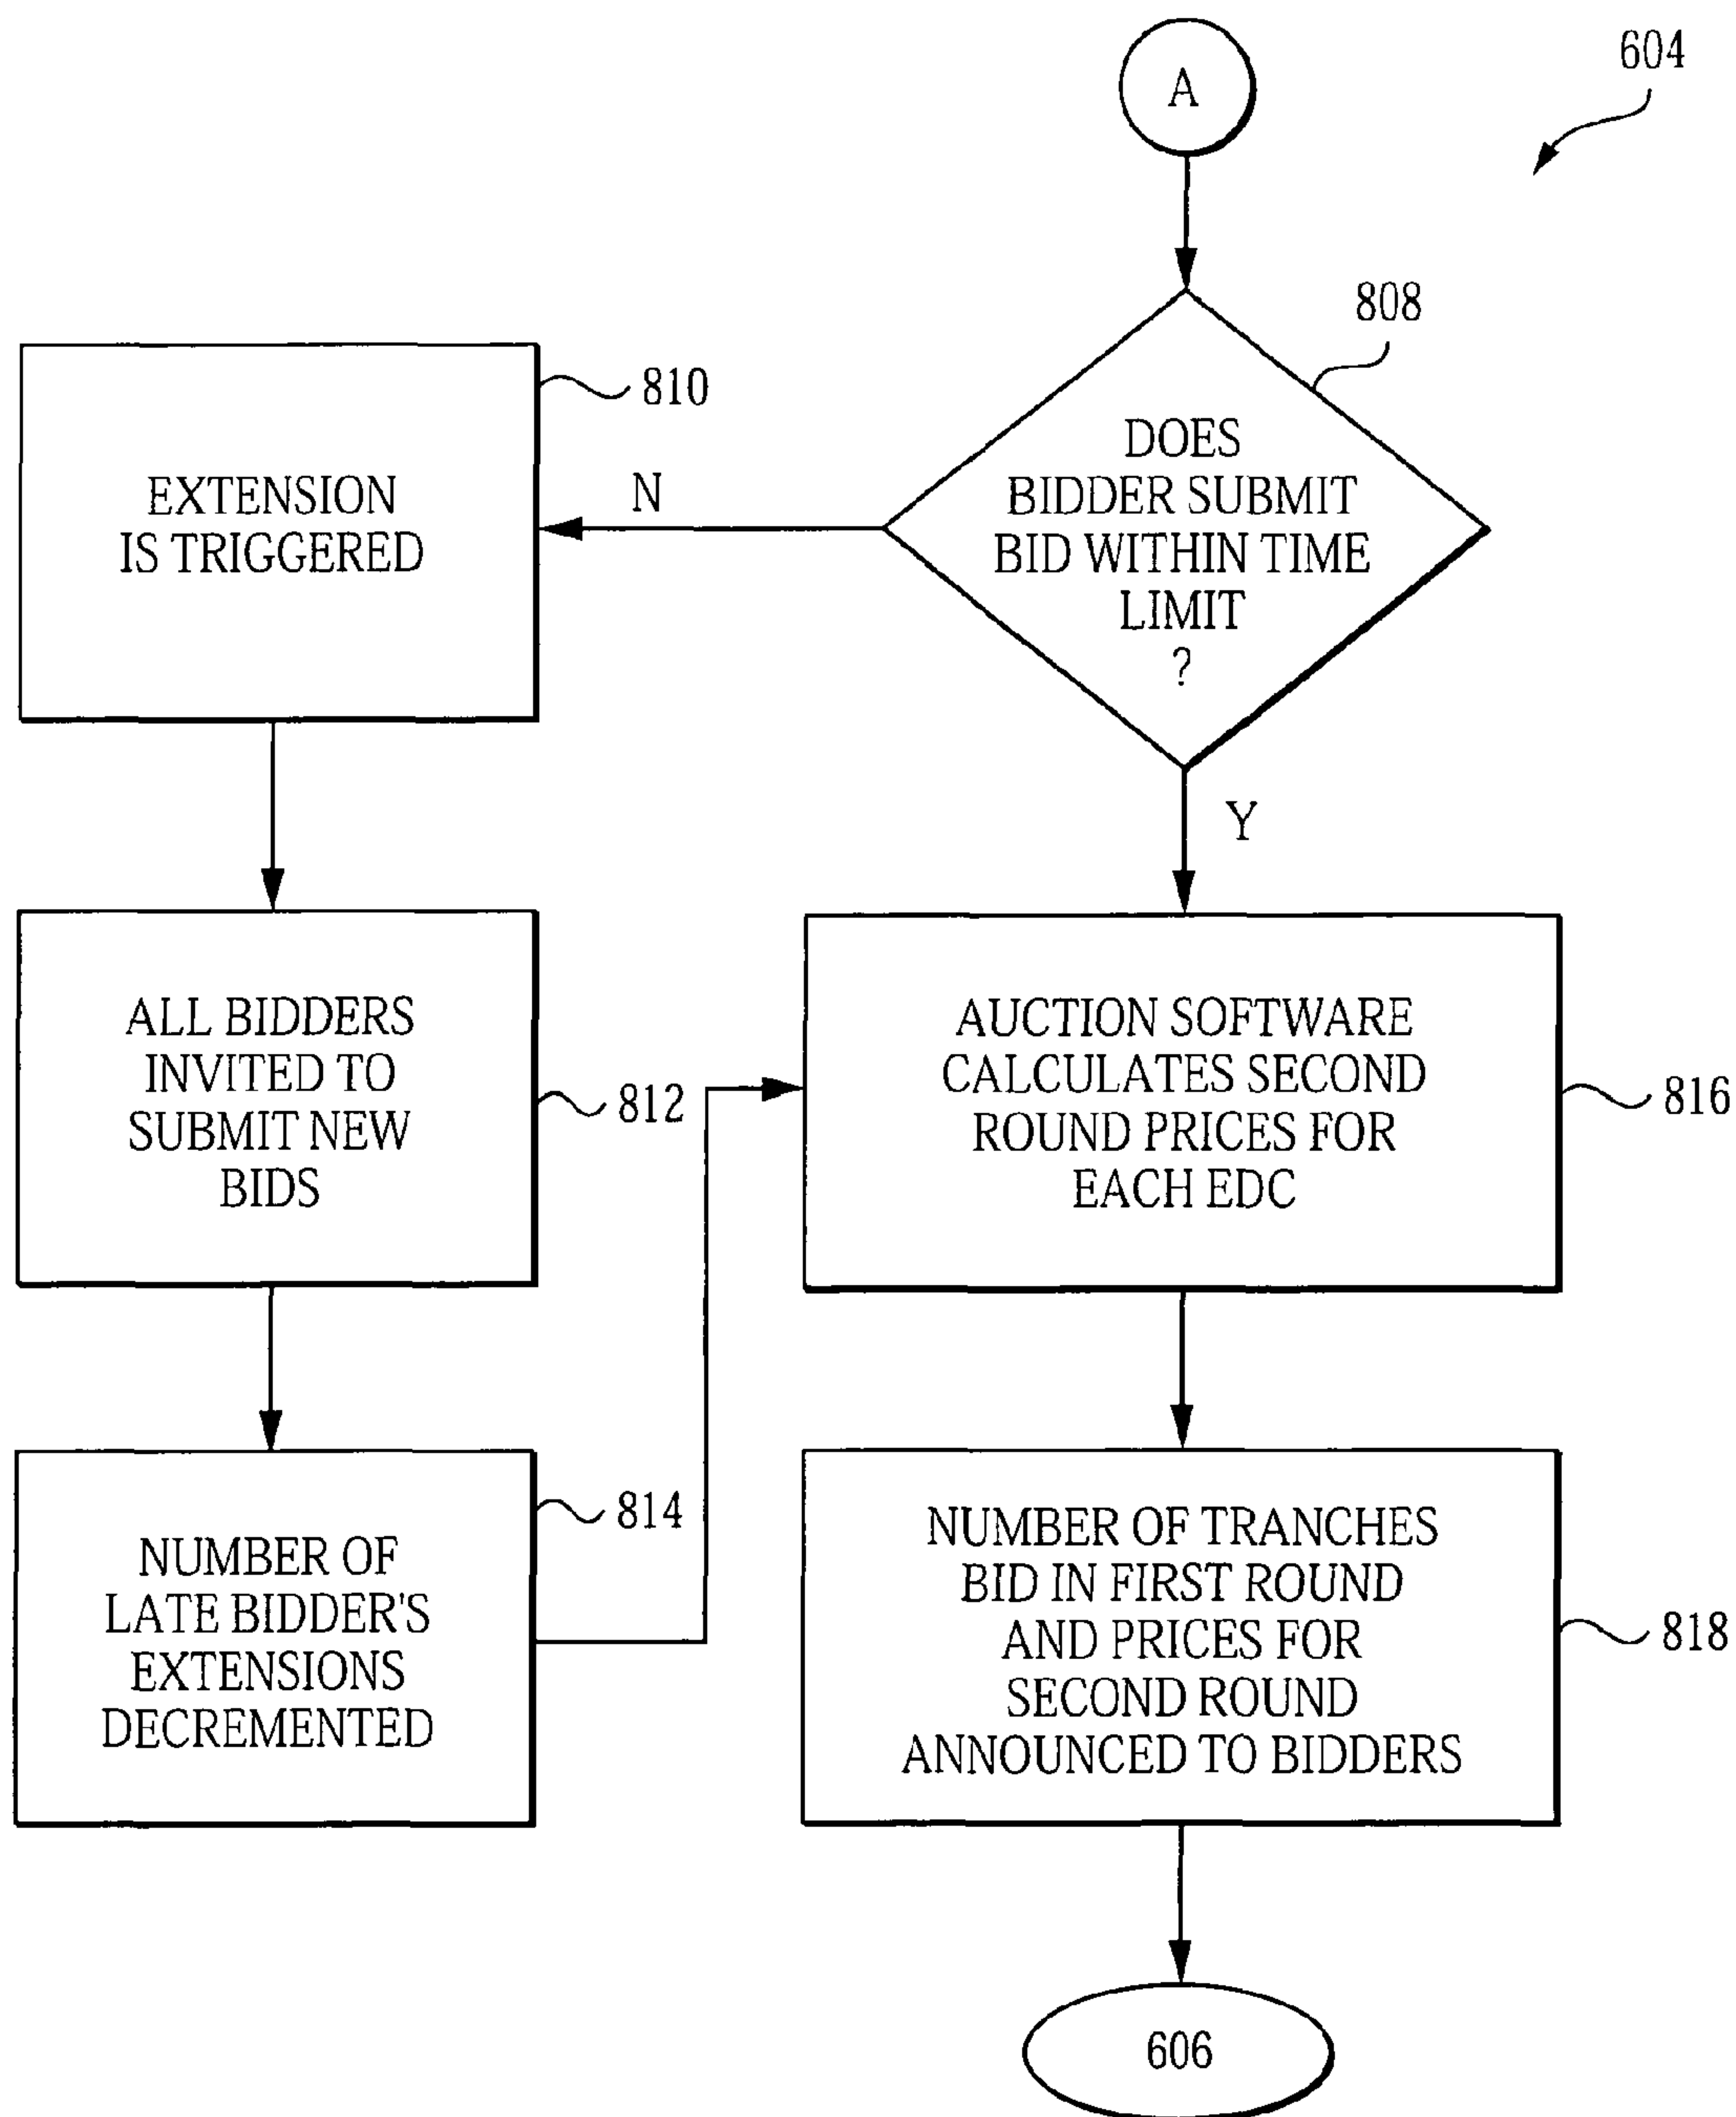 A
604
808
DOES
BIDDER SUBMIT
BID WITHIN TIME
LIMIT
?
N
Y
810
EXTENSION
IS TRIGGERED
ALL BIDDERS
INVITED TO
SUBMIT NEW
BIDS
812
NUMBER OF
LATE BIDDER'S
EXTENSIONS
DECREMENTED
814
AUCTION SOFTWARE
CALCULATES SECOND
ROUND PRICES FOR
EACH EDC
816
NUMBER OF TRANCHES
BID IN FIRST ROUND
AND PRICES FOR
SECOND ROUND
ANNOUNCED TO BIDDERS
818
606